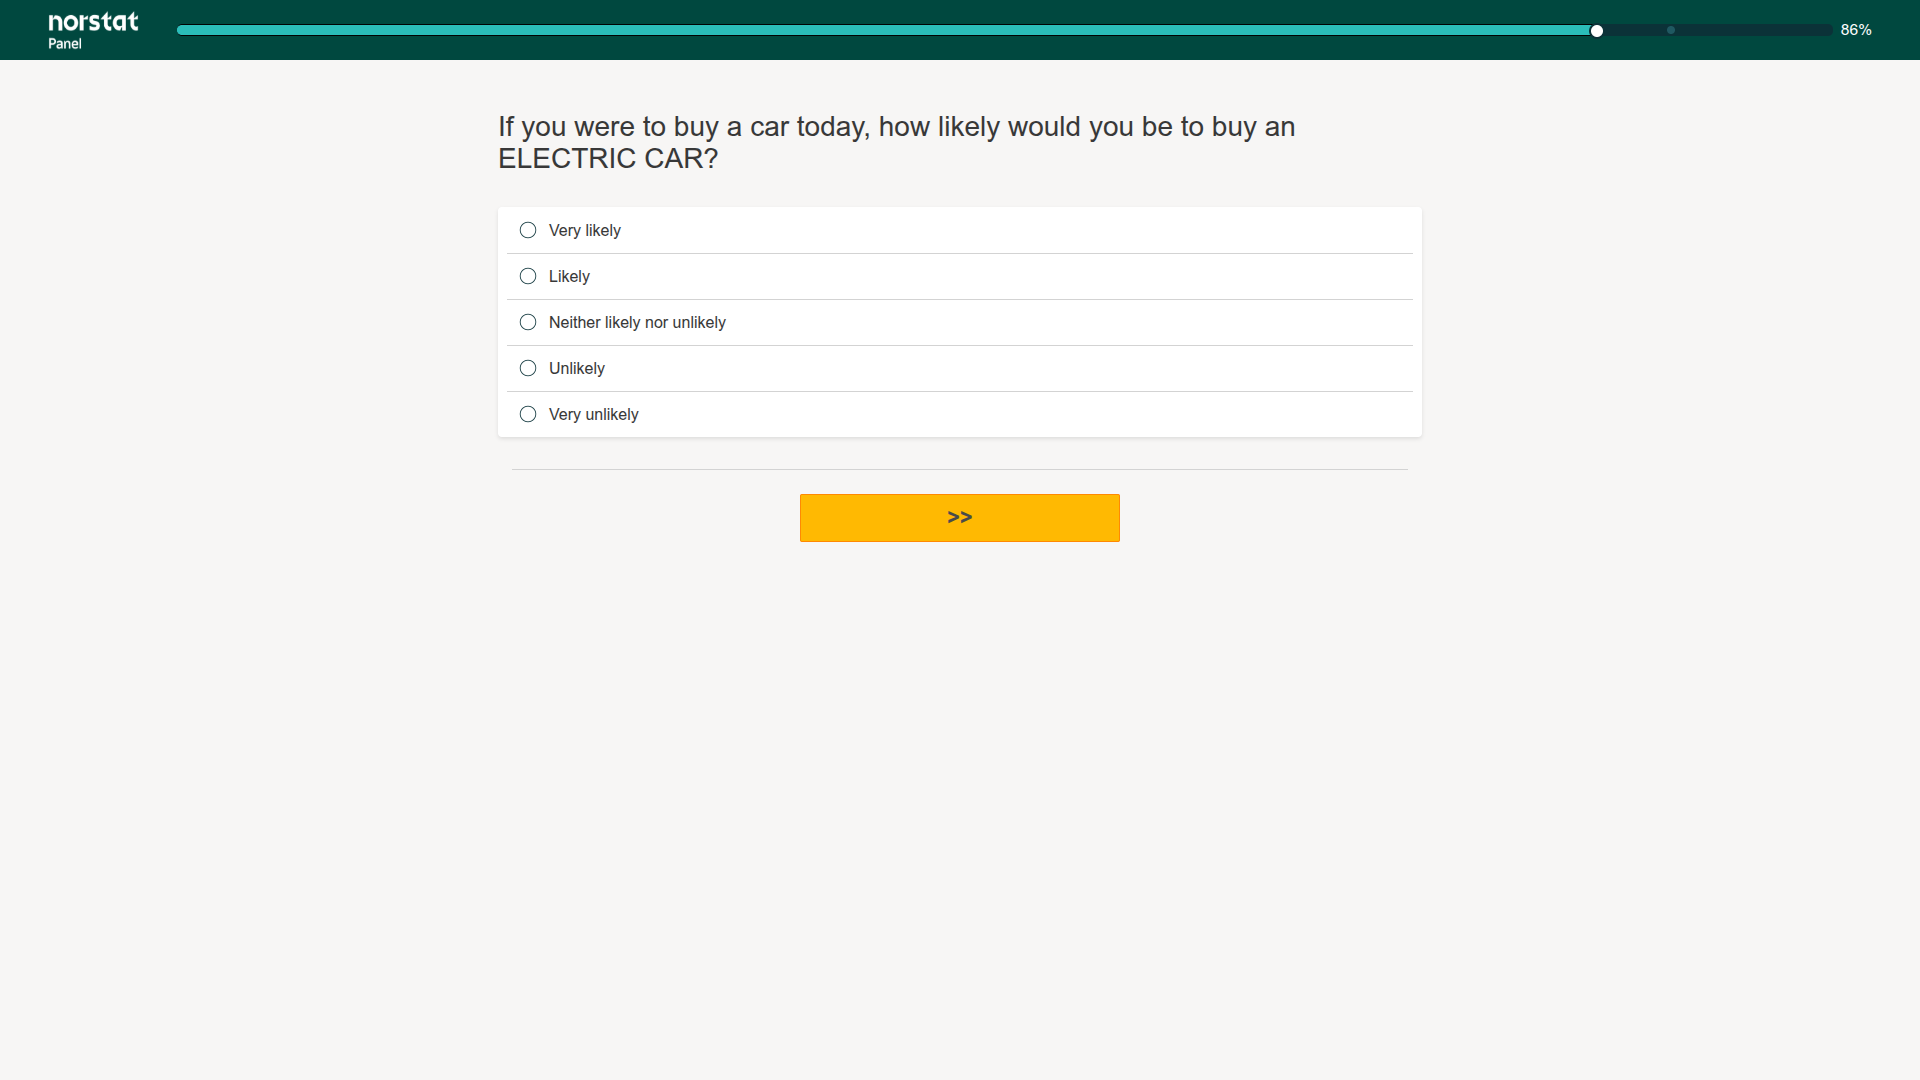 norstat
Panel
86%
If you were to buy a car today, how likely would you be to buy an
ELECTRIC CAR?
Very likely
Likely
Neither likely nor unlikely
Unlikely
Very unlikely
>>